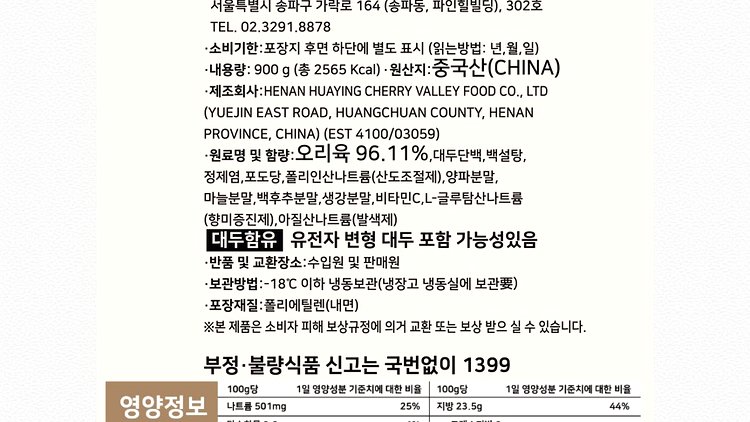 서울특별시 송파구 가락로 164 (송파동, 파인힐빌딩), 302호
TEL. 02.3291.8878
·소비기한:포장지 후면 하단에 별도 표시 (읽는방법: 년,월,일)
·내용량: 900 g (총 2565 Kcal) ·원산지:중국산(CHINA)
·제조회사:HENAN HUAYING CHERRY VALLEY FOOD CO., LTD
(YUEJIN EAST ROAD, HUANGCHUAN COUNTY, HENAN
PROVINCE, CHINA) (EST 4100/03059)
·원료명 및 함량:오리육 96.11%,대두단백,백설탕,
정제염,포도당,폴리인산나트륨(산도조절제),양파분말,
마늘분말,백후추분말,생강분말,비타민C,L-글루탐산나트륨
(향미증진제),아질산나트륨(발색제)
대두함유 유전자 변형 대두 포함 가능성있음
·반품 및 교환장소:수입원 및 판매원
·보관방법:-18℃ 이하 냉동보관(냉장고 냉동실에 보관要)
·포장재질:폴리에틸렌(내면)
※본 제품은 소비자 피해 보상규정에 의거 교환 또는 보상 받으 실 수 있습니다.
부정·불량식품 신고는 국번없이 1399
영양정보
100g당 1일 영양성분 기준치에 대한 비율 100g당 1일 영양성분 기준치에 대한 비율
나트륨 501mg 25% 지방 23.5g 44%